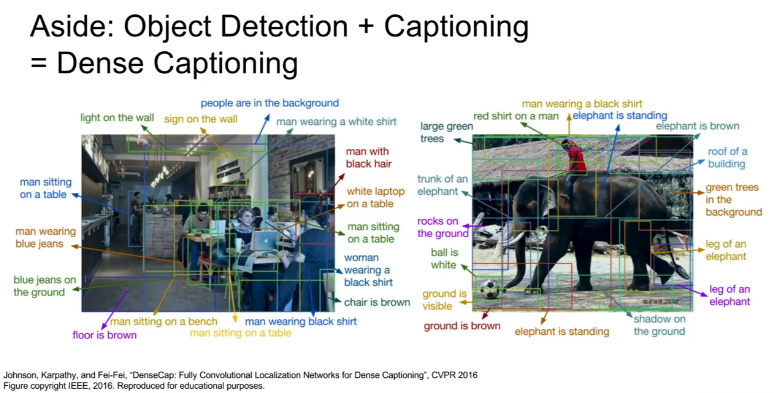 Aside: Object Detection + Captioning
= Dense Captioning
people are in the background
light on the wall
sign on the wall
man wearing a white shirt
man with
black hair
man sitting
on a table
white laptop
on a table
man wearing
blue jeans
man sitting
on a table
woman
wearing a
black shirt
blue jeans on
the ground
chair is brown
man sitting on a bench
man wearing black shirt
man sitting on a table
floor is brown
man wearing a black shirt
red shirt on a man
elephant is standing
large green
trees
elephant is brown
roof of a
building
trunk of an
elephant
green trees
in the
background
rocks on
the ground
leg of an
elephant
ball is
white
leg of an
elephant
ground is
visible
shadow on
the ground
ground is brown
elephant is standing
Johnson, Karpathy, and Fei-Fei, “DenseCap: Fully Convolutional Localization Networks for Dense Captioning”, CVPR 2016
Figure copyright IEEE, 2016. Reproduced for educational purposes.